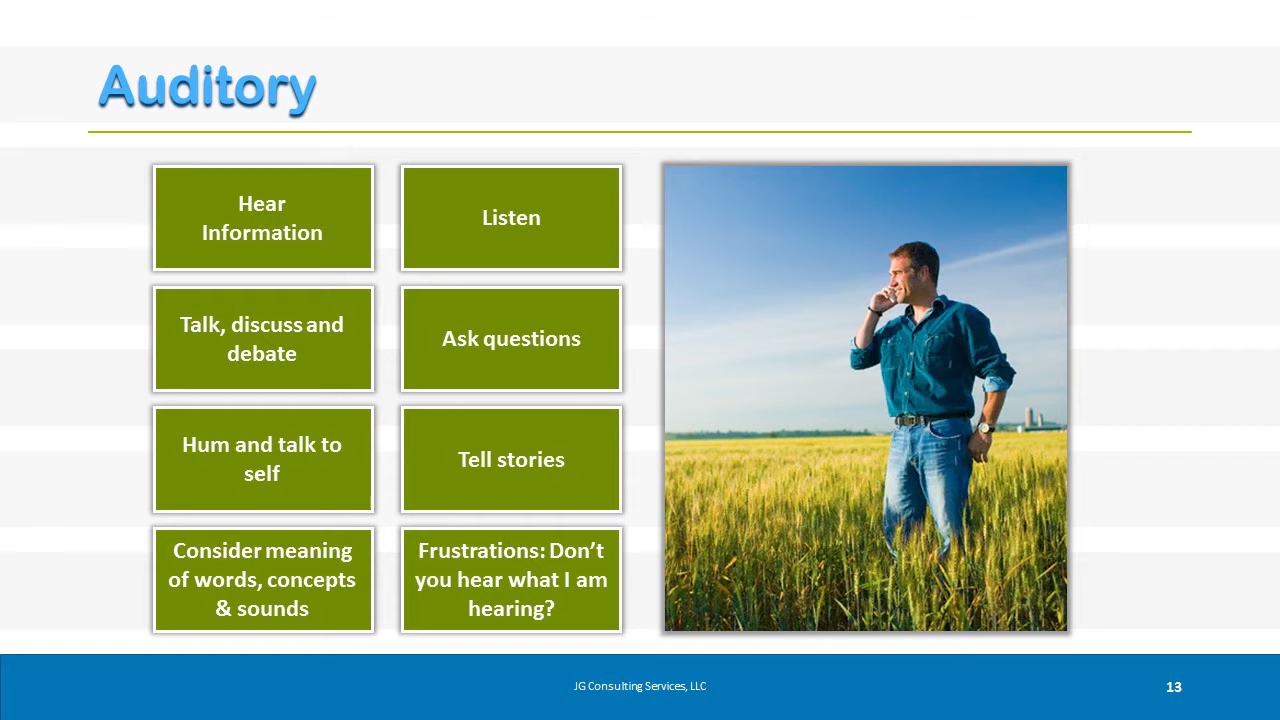 Auditory
Hear
Information
Listen
Talk, discuss and
debate
Ask questions
Hum and talk to
self
Tell stories
Consider meaning
of words, concepts
& sounds
Frustrations: Don’t
you hear what I am
hearing?
JG Consulting Services, LLC
13